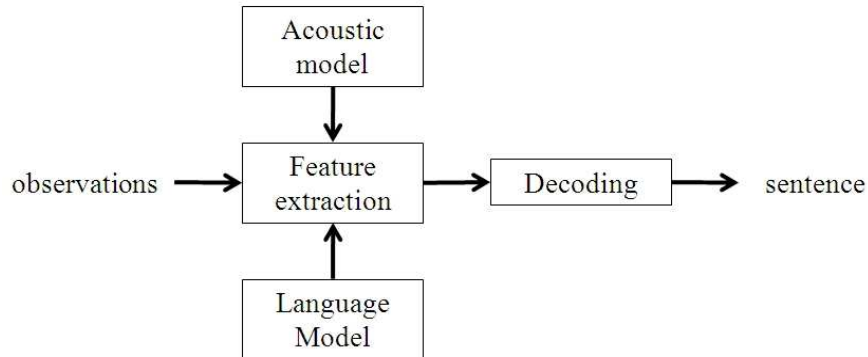 Acoustic
model
observations
Feature
extraction
Decoding
sentence
Language
Model